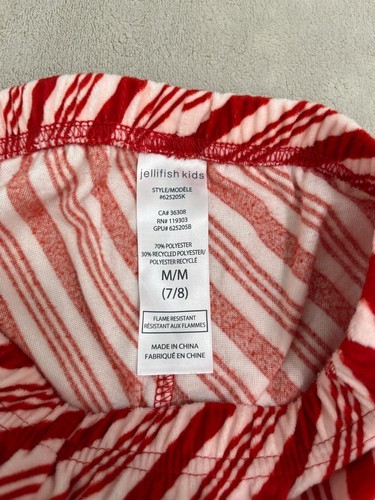 jellifish kids
STYLE/MODÈLE
#625205K
CA# 36308
RN# 119303
GPU# 625205B
70% POLYESTER
30% RECYCLED POLYESTER/
POLYESTER RECYCLÉ
M/M
(7/8)
FLAME RESISTANT
RÉSISTANT AUX FLAMMES
MADE IN CHINA
FABRIQUÉ EN CHINE